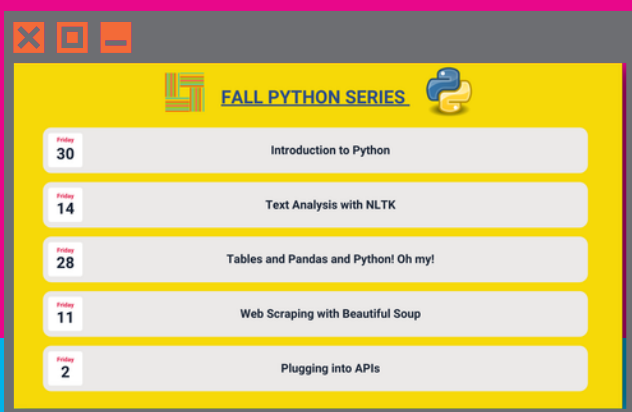 FALL PYTHON SERIES
Friday
30
Introduction to Python
Friday
14
Text Analysis with NLTK
Friday
28
Tables and Pandas and Python! Oh my!
Friday
11
Web Scraping with Beautiful Soup
Friday
2
Plugging into APIs